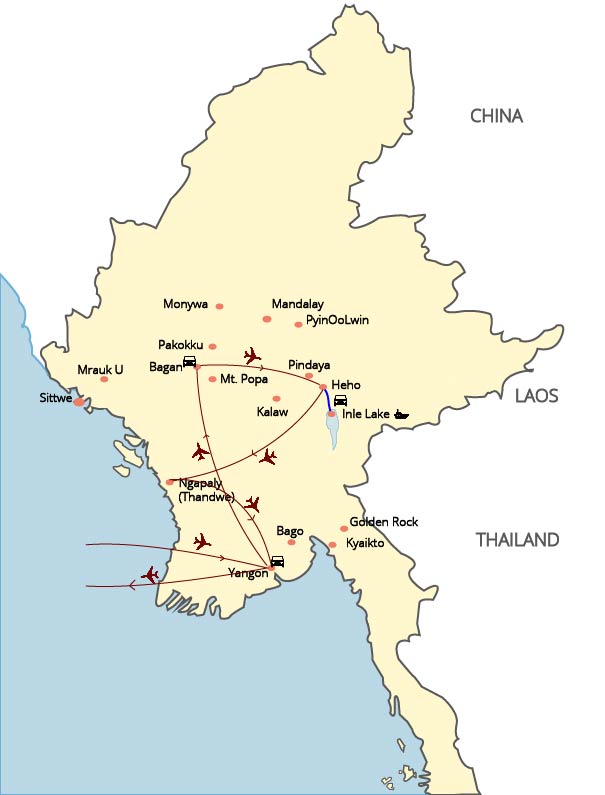 CHINA
Monywa
Mandalay
PyinOoLwin
Pakokku
Bagan
Pindaya
Mrauk U
Mt. Popa
Heho
Sittwe
LAOS
Kalaw
Inle Lake
Ngapaly
(Thandwe)
Golden Rock
Bago
Kyaikto
THAILAND
Yangon